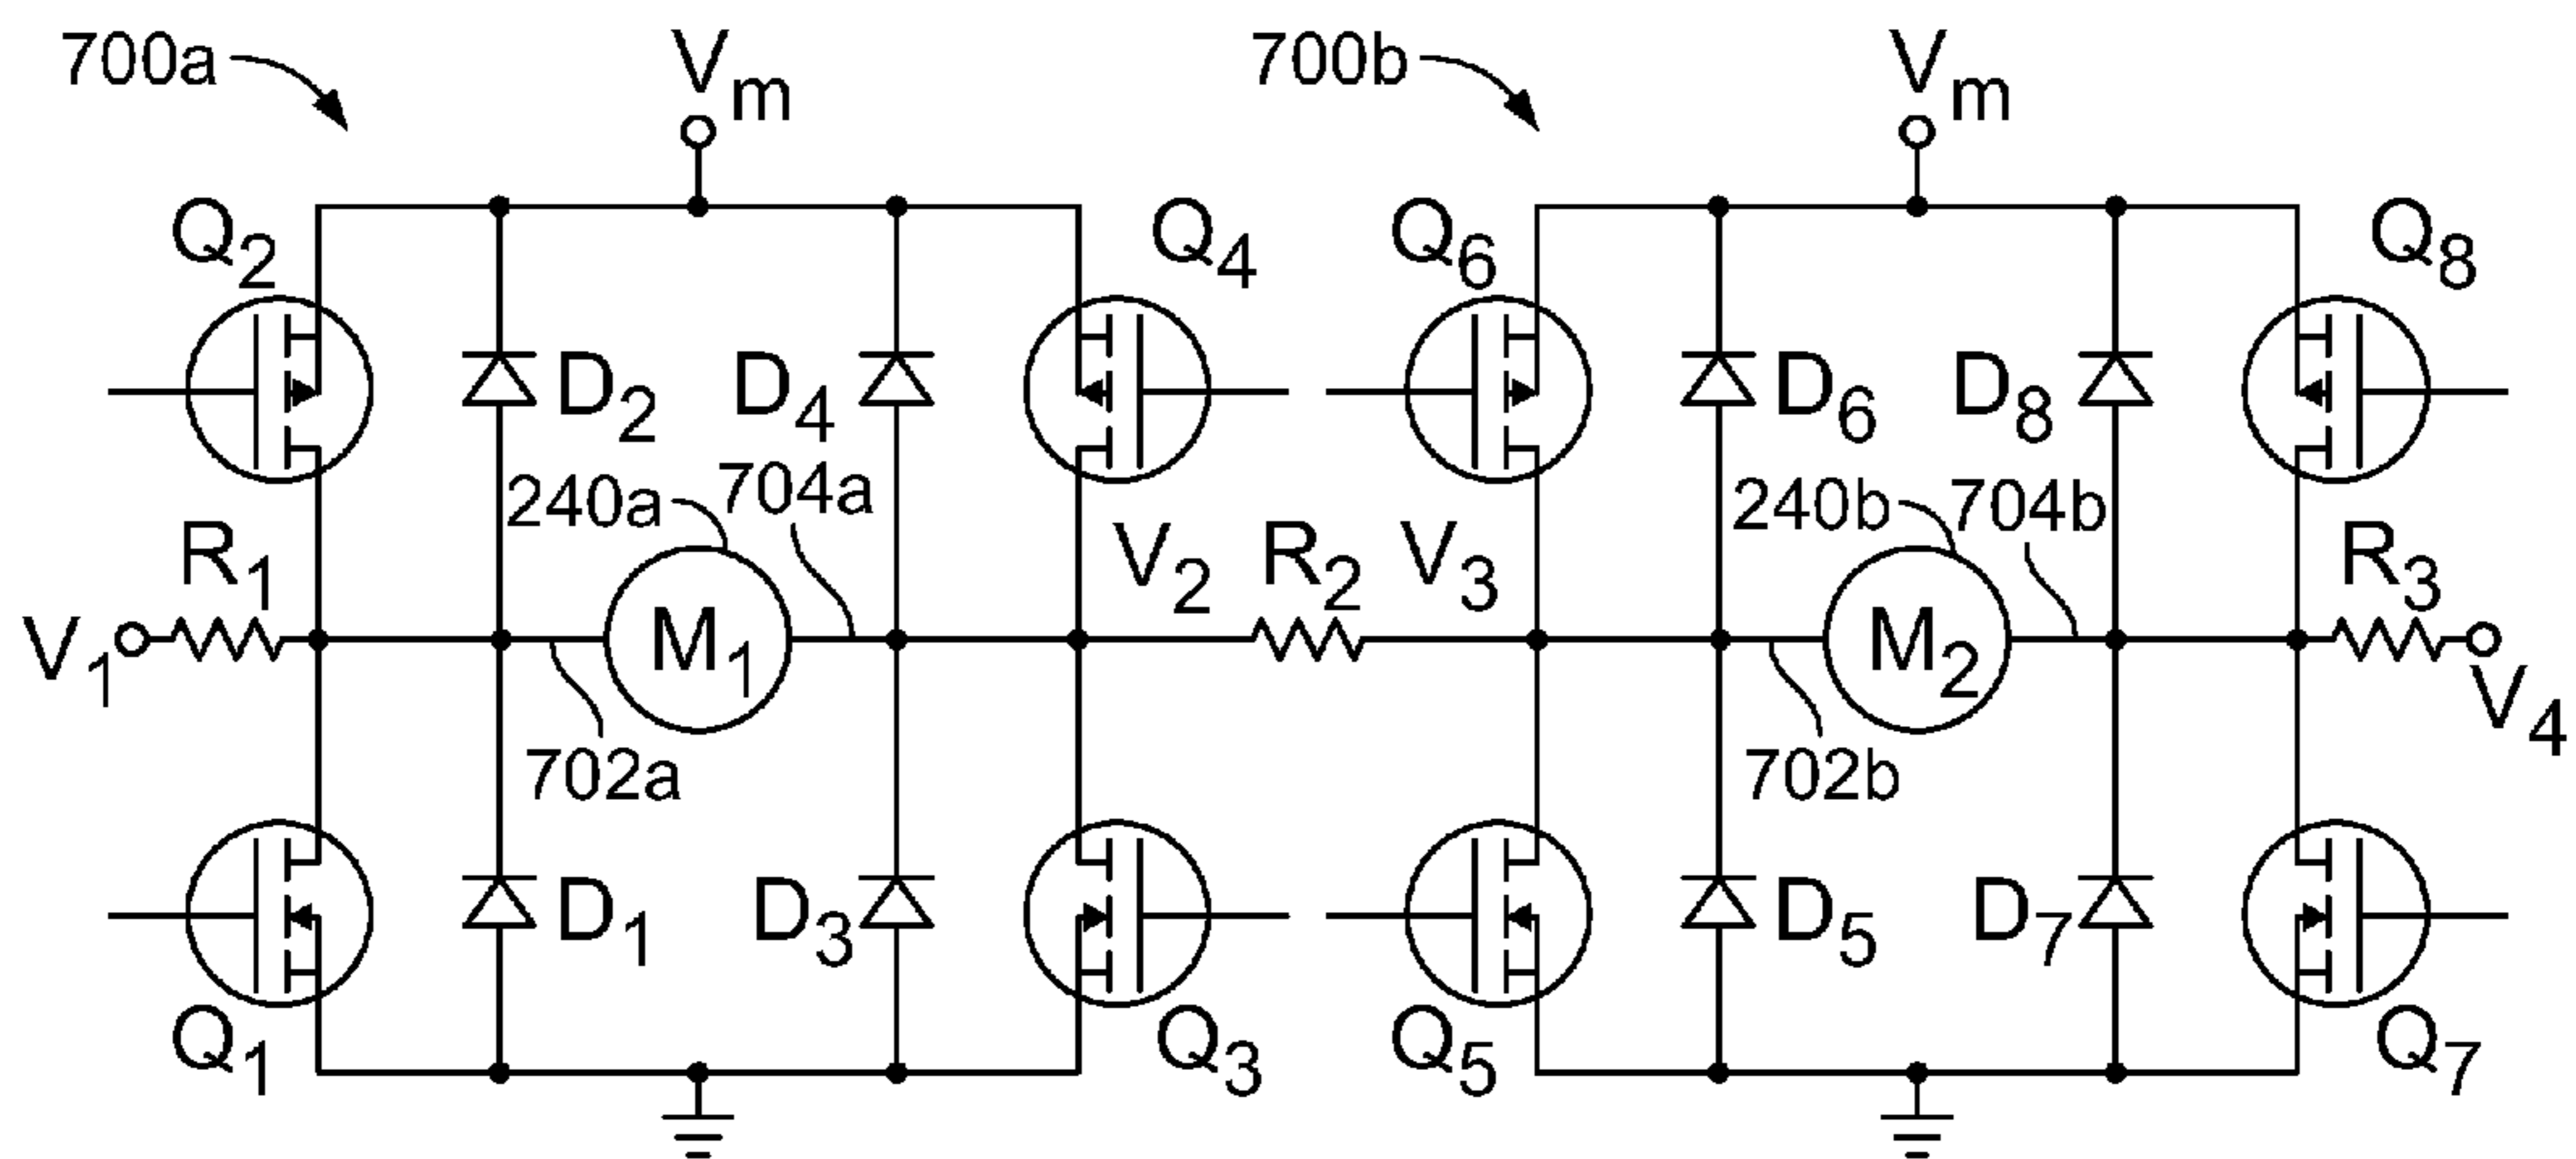 700a
Vm
700b
Vm
Q2
Q4
Q6
Q8
D2
D4
D6
D8
240a
704a
240b
704b
R1
V2
R2
V3
R3
V1
M1
M2
V4
702a
702b
D1
D3
D5
D7
Q1
Q3
Q5
Q7